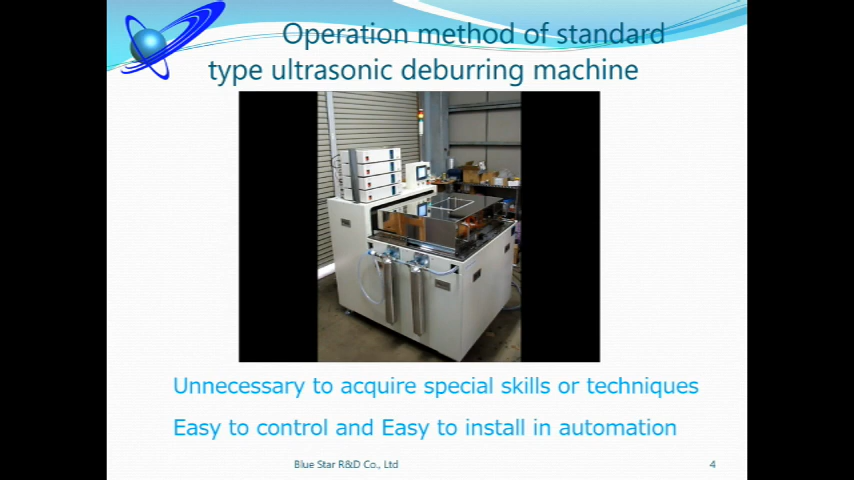 Operation method of standard
type ultrasonic deburring machine
Unnecessary to acquire special skills or techniques
Easy to control and Easy to install in automation
Blue Star R&D Co., Ltd
4